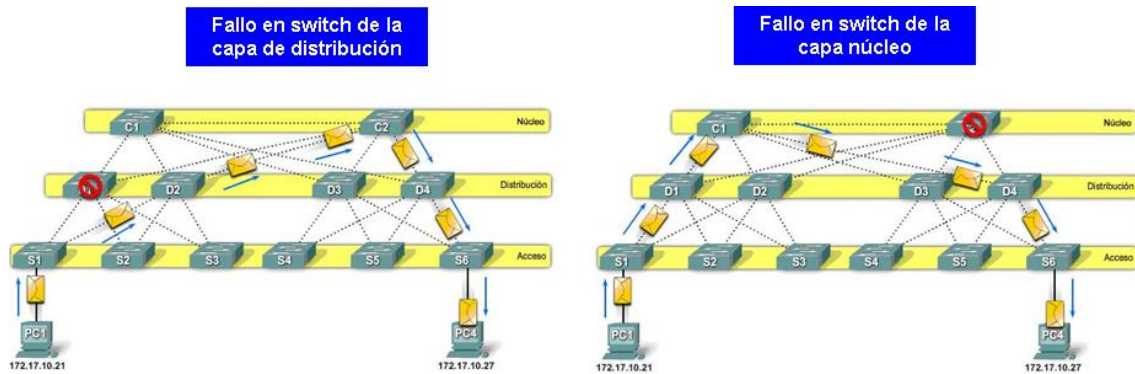 Fallo en switch de la
capa de distribución
Fallo en switch de la
capa núcleo
C1
C2
Núcleo
D2
D3
D4
Distribución
S1
S2
S3
S4
S5
S6
Acceso
PC1
PC4
172.17.10.21
172.17.10.27
C1
Núcleo
D1
D2
D3
D4
Distribución
S1
S2
S3
S4
S5
S6
Acceso
PC1
PC4
172.17.10.21
172.17.10.27